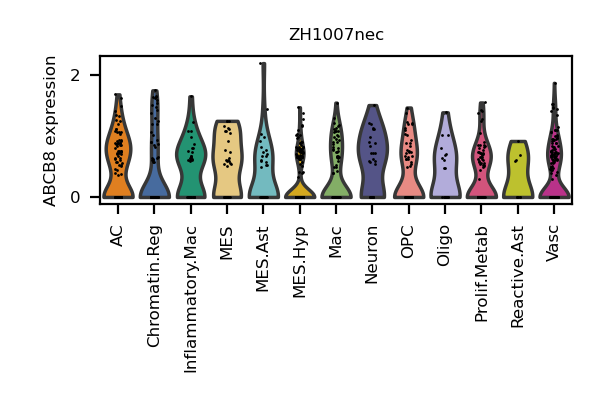 ZH1007nec
ABCB8 expression
2
0
AC
Chromatin.Reg
Inflammatory.Mac
MES
MES.Ast
MES.Hyp
Mac
Neuron
OPC
Oligo
Prolif.Metab
Reactive.Ast
Vasc